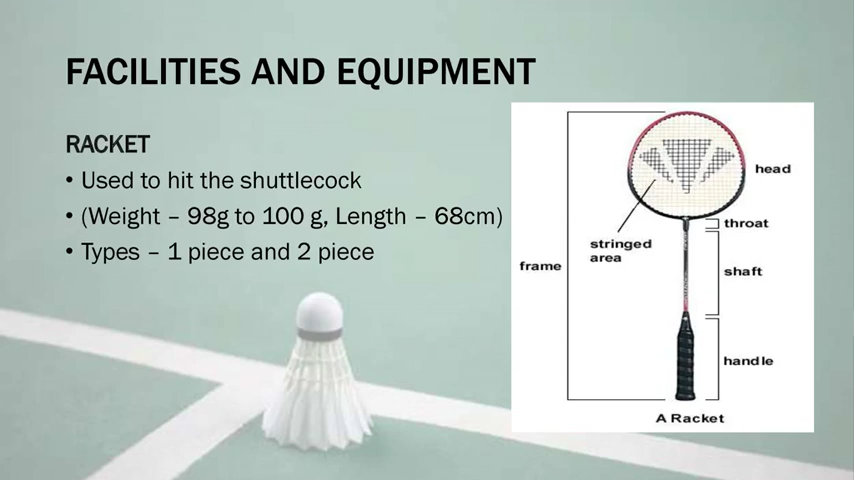 FACILITIES AND EQUIPMENT
RACKET
• Used to hit the shuttlecock
• (Weight – 98g to 100 g, Length – 68cm)
• Types – 1 piece and 2 piece
head
throat
stringed
area
frame
shaft
handle
A Racket